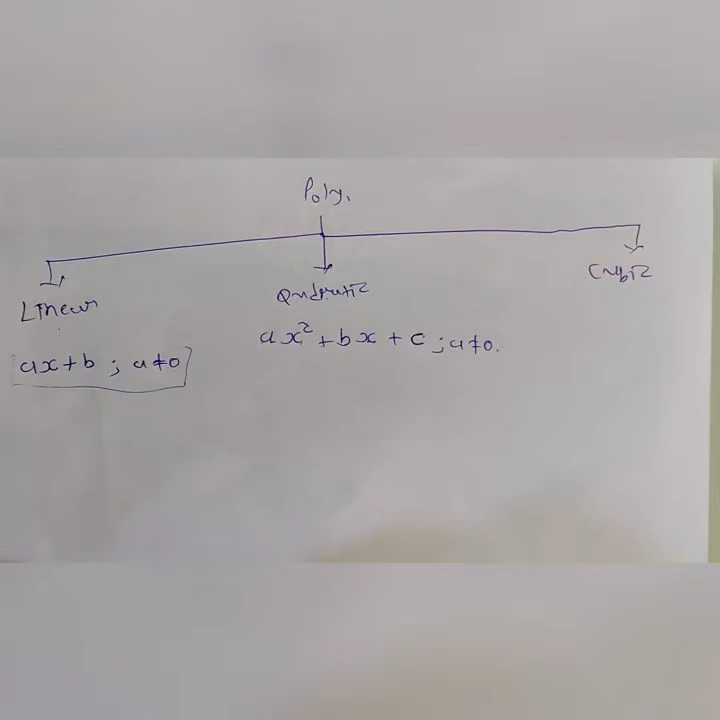 Poly.
Linear
Quadratic
Cubic
ax+b ; a≠0
ax²+bx+c ; a≠0.